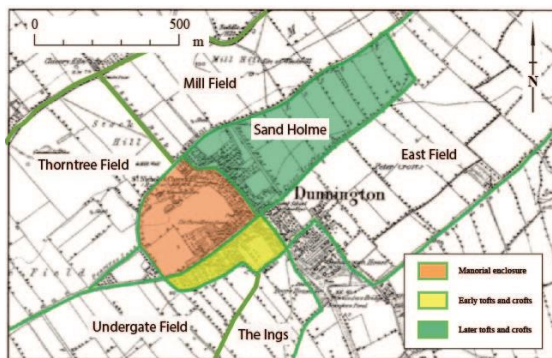 0 500
m
N
Mill Field
Sand Holme
Thorntree Field
East Field
Dunnington
Undergate Field
The Ings
Manorial enclosure
Early tofts and crofts
Later tofts and crofts